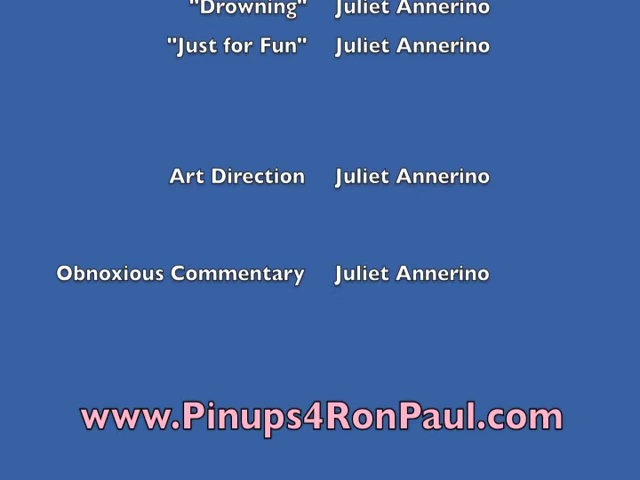 "Drowning" Juliet Annerino
"Just for Fun" Juliet Annerino
Art Direction Juliet Annerino
Obnoxious Commentary Juliet Annerino
www.Pinups4RonPaul.com